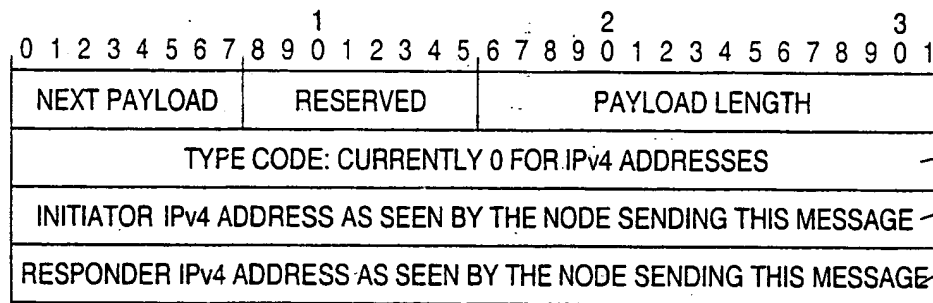 1 2 3
0 1 2 3 4 5 6 7 8 9 0 1 2 3 4 5 6 7 8 9 0 1 2 3 4 5 6 7 8 9 0 1
NEXT PAYLOAD RESERVED PAYLOAD LENGTH
TYPE CODE: CURRENTLY 0 FOR IPv4 ADDRESSES
INITIATOR IPv4 ADDRESS AS SEEN BY THE NODE SENDING THIS MESSAGE
RESPONDER IPv4 ADDRESS AS SEEN BY THE NODE SENDING THIS MESSAGE